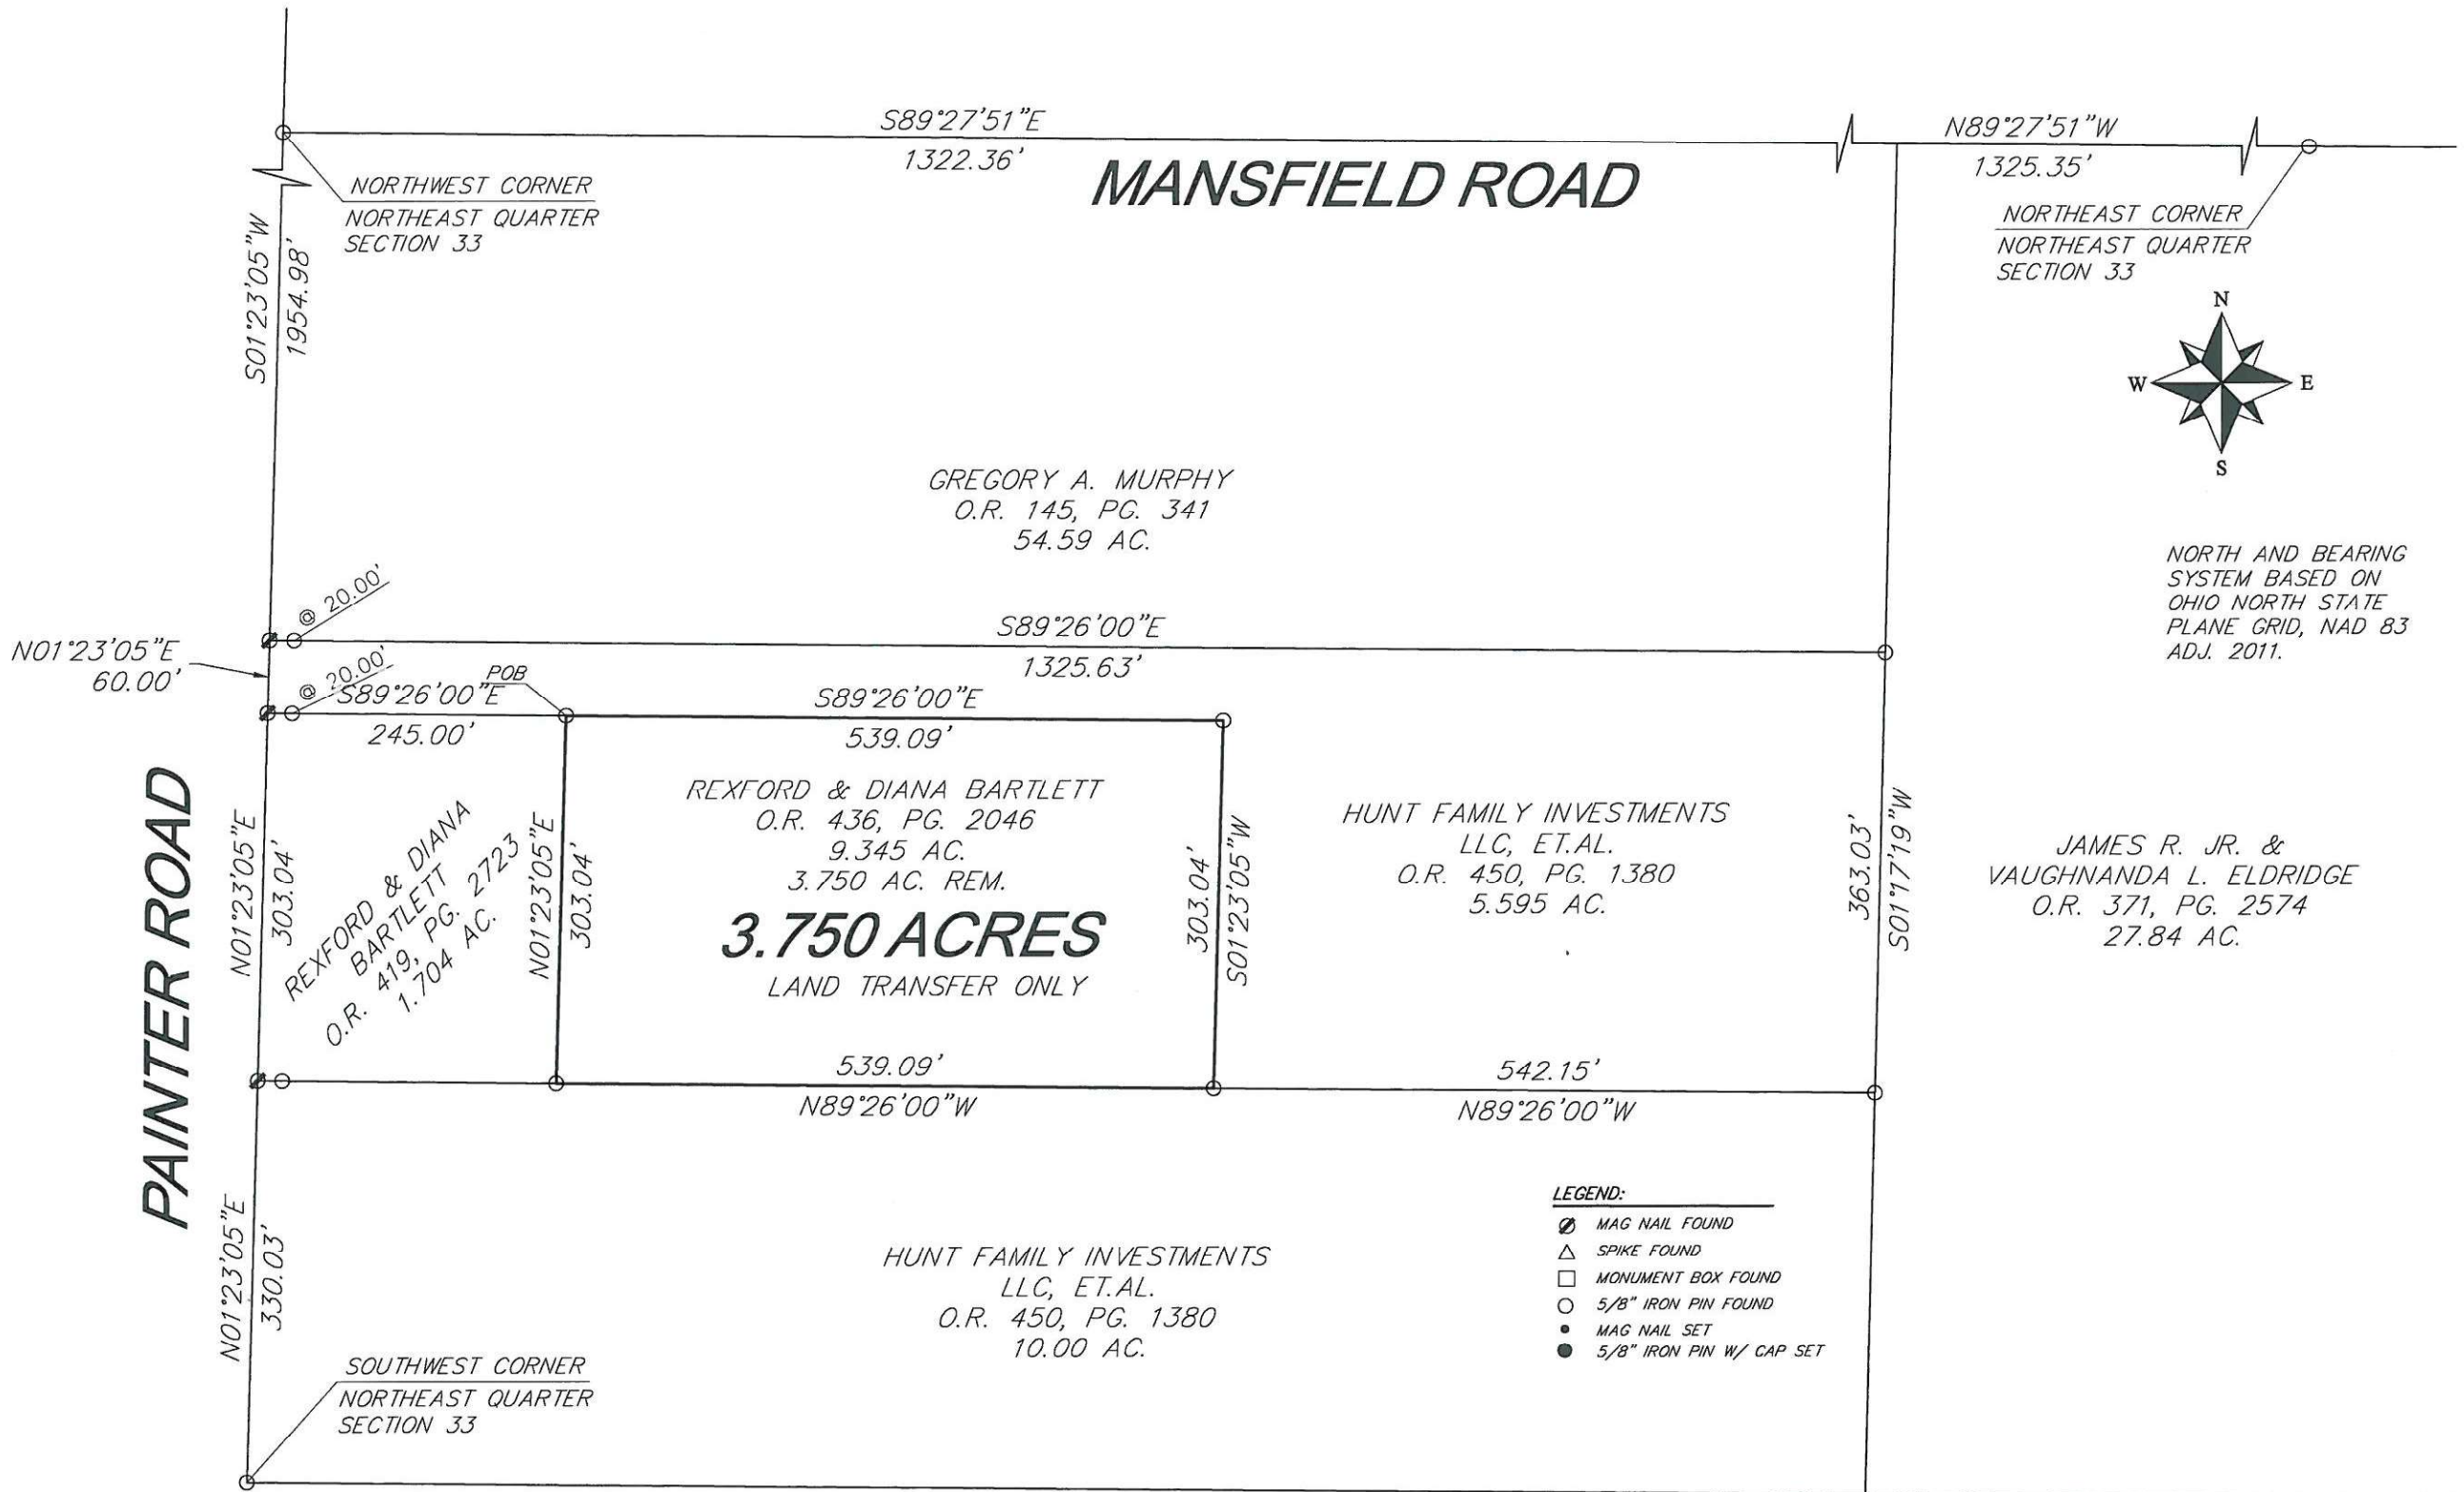 S89°27'51"E
1322.36'
MANSFIELD ROAD
N89°27'51"W
1325.35'
NORTHWEST CORNER
NORTHEAST QUARTER
SECTION 33
NORTHEAST CORNER
NORTHEAST QUARTER
SECTION 33
S01°23'05"W
1954.98'
N
W
E
S
NORTH AND BEARING
SYSTEM BASED ON
OHIO NORTH STATE
PLANE GRID, NAD 83
ADJ. 2011.
GREGORY A. MURPHY
O.R. 145, PG. 341
54.59 AC.
@ 20.00'
S89°26'00"E
1325.63'
N01°23'05"E
60.00'
@ 20.00'
S89°26'00"E
245.00'
POB
S89°26'00"E
539.09'
PAINTER ROAD
N01°23'05"E
303.04'
REXFORD & DIANA
BARTLETT
O.R. 419, PG. 2723
1.704 AC.
N01°23'05"E
303.04'
REXFORD & DIANA BARTLETT
O.R. 436, PG. 2046
9.345 AC.
3.750 AC. REM.
3.750 ACRES
LAND TRANSFER ONLY
303.04'
S01°23'05"W
HUNT FAMILY INVESTMENTS
LLC, ET.AL.
O.R. 450, PG. 1380
5.595 AC.
363.03'
S01°17'19"W
JAMES R. JR. &
VAUGHNANDA L. ELDRIDGE
O.R. 371, PG. 2574
27.84 AC.
539.09'
N89°26'00"W
542.15'
N89°26'00"W
N01°23'05"E
330.03'
HUNT FAMILY INVESTMENTS
LLC, ET.AL.
O.R. 450, PG. 1380
10.00 AC.
LEGEND:
MAG NAIL FOUND
SPIKE FOUND
MONUMENT BOX FOUND
5/8" IRON PIN FOUND
MAG NAIL SET
5/8" IRON PIN W/ CAP SET
SOUTHWEST CORNER
NORTHEAST QUARTER
SECTION 33